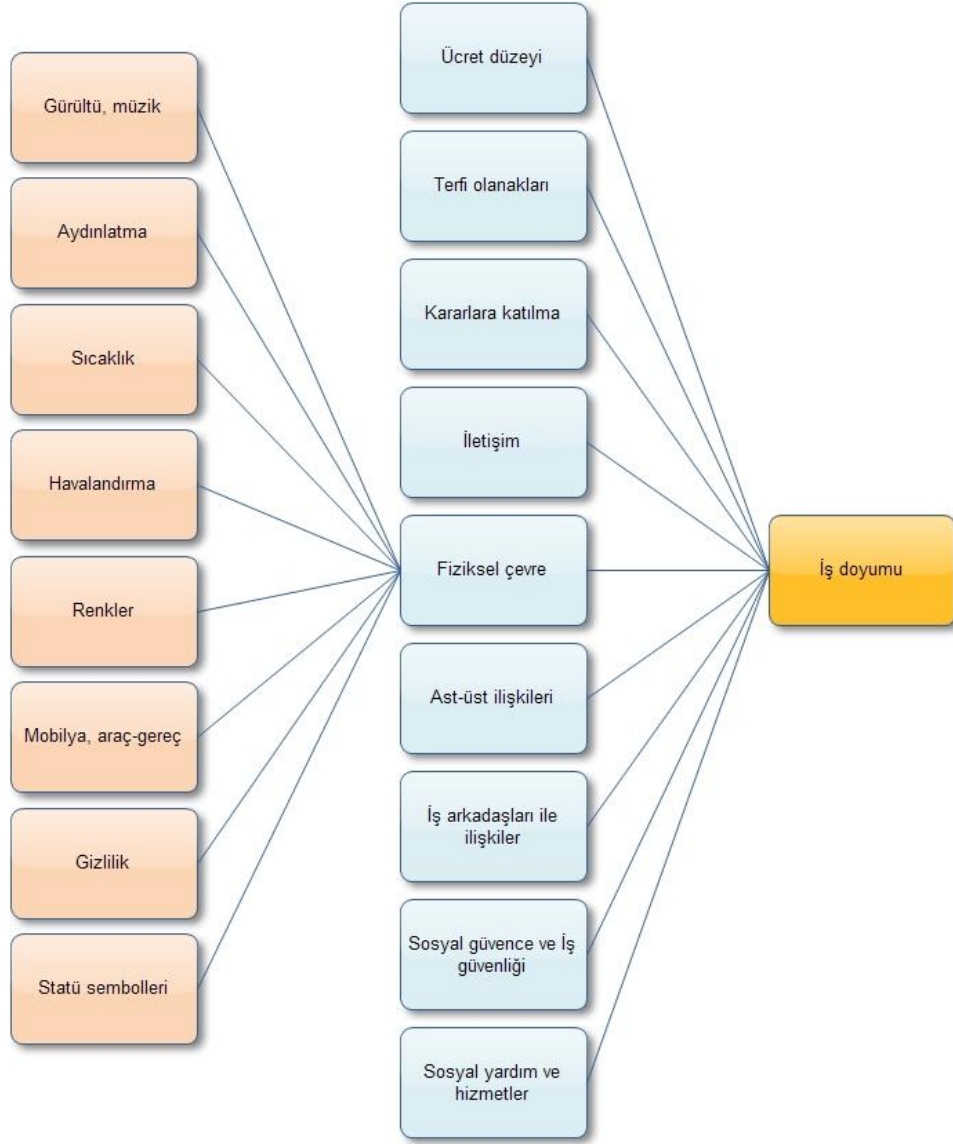 Gürültü, müzik
Aydınlatma
Sıcaklık
Havalandırma
Renkler
Mobilya, araç-gereç
Gizlilik
Statü sembolleri
Ücret düzeyi
Terfi olanakları
Kararlara katılma
İletişim
Fiziksel çevre
Ast-üst ilişkileri
İş arkadaşları ile
ilişkiler
Sosyal güvence ve İş
güvenliği
Sosyal yardım ve
hizmetler
İş doyumu